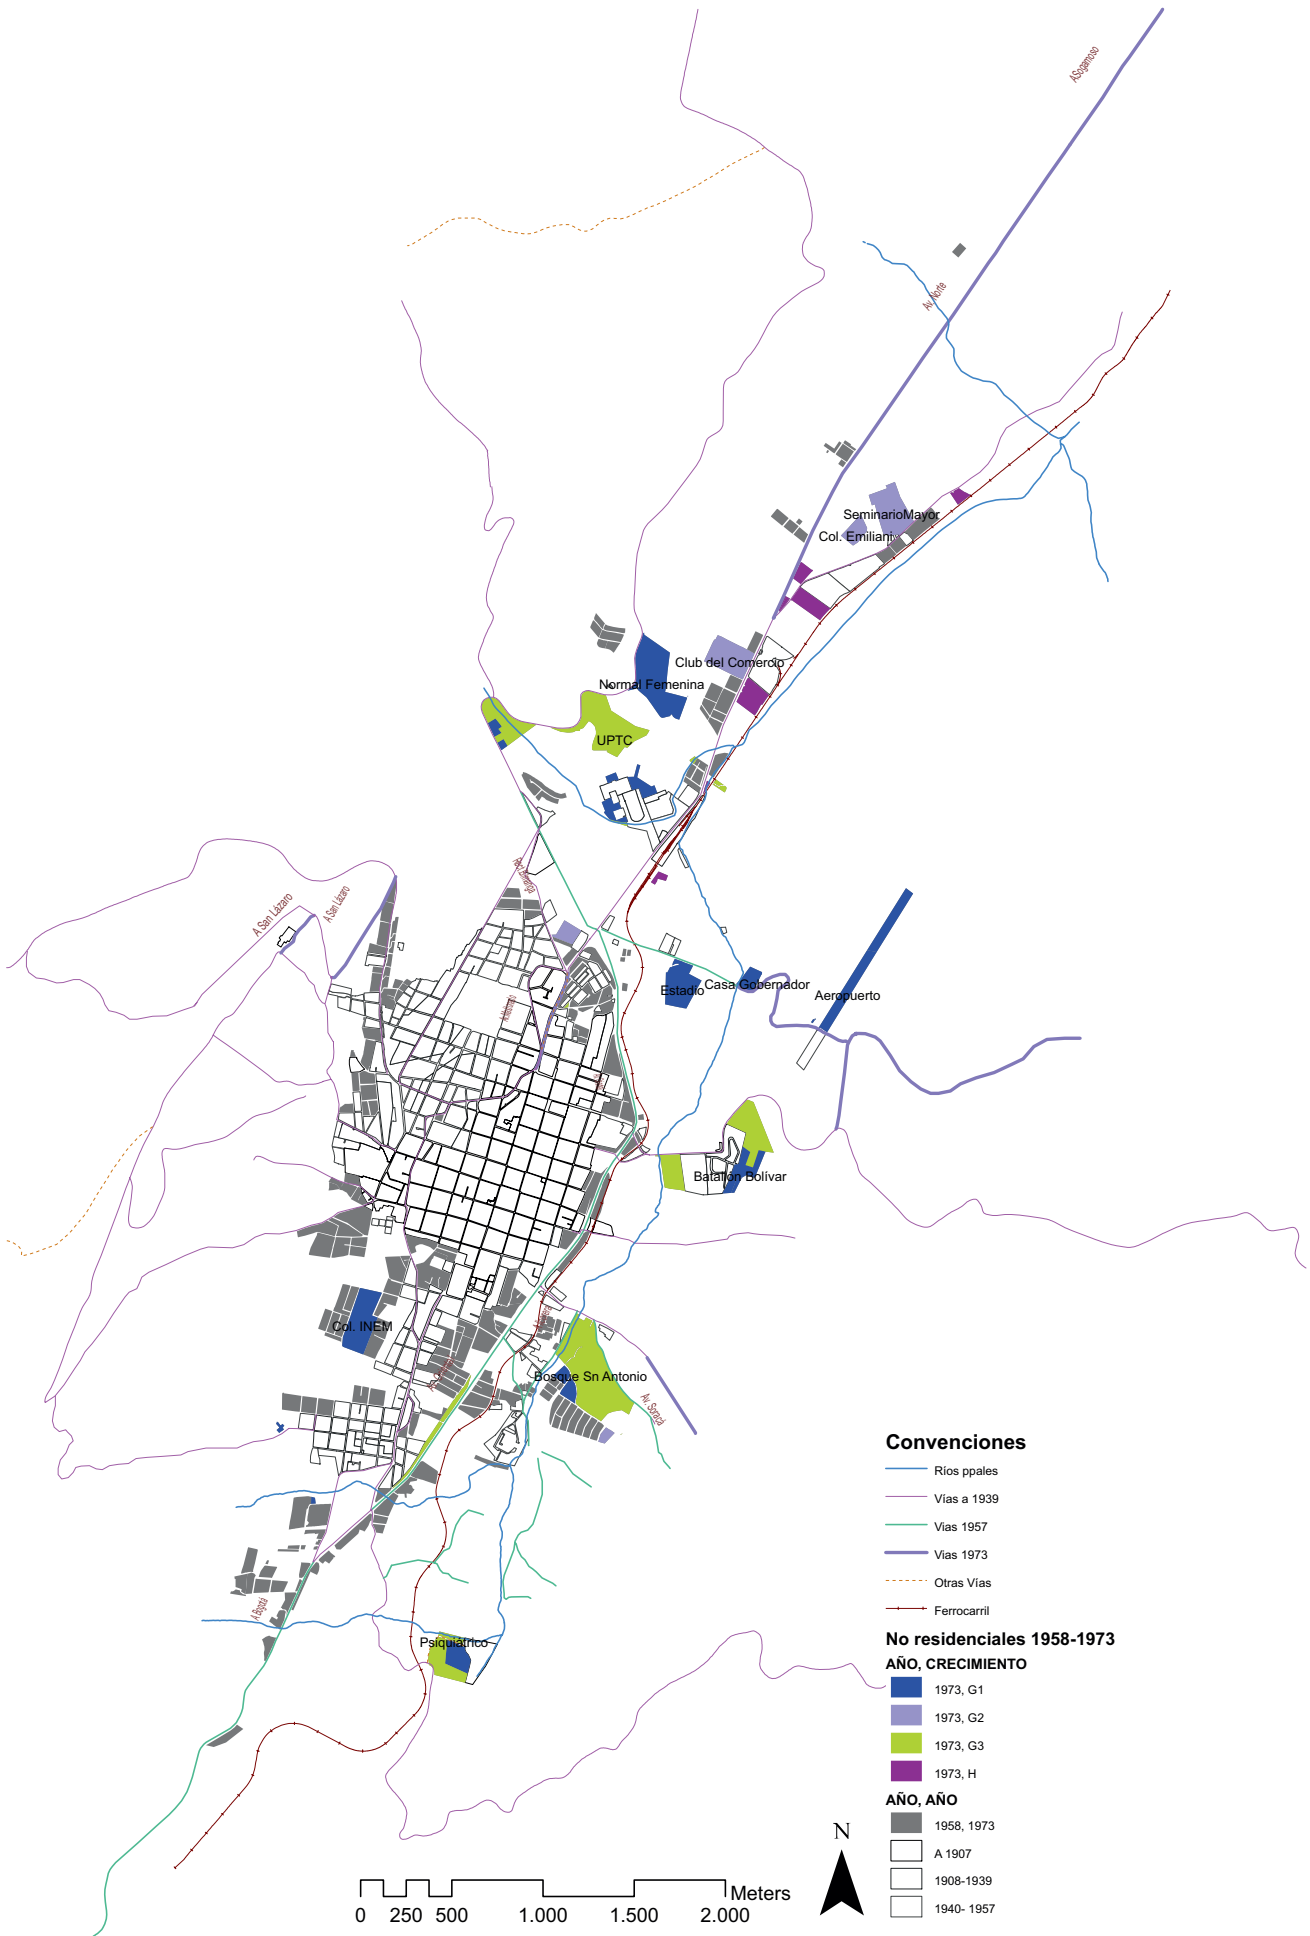 A Sogamoso
Av. Norte
SeminarioMayor
Col. Emiliani
Club del Comercio
Normal Femenina
UPTC
A San Lázaro
A San Lázaro
Estadio
Casa Gobernador
Aeropuerto
Batallón Bolívar
Col. INEM
Bosque Sn Antonio
Av. Soracá
A Bogotá
Psiquiátrico
Convenciones
Ríos ppales
Vías a 1939
Vias 1957
Vias 1973
Otras Vías
Ferrocarril
No residenciales 1958-1973
AÑO, CRECIMIENTO
1973, G1
1973, G2
1973, G3
1973, H
AÑO, AÑO
1958, 1973
A 1907
1908-1939
1940- 1957
N
Meters
0 250 500 1.000 1.500 2.000